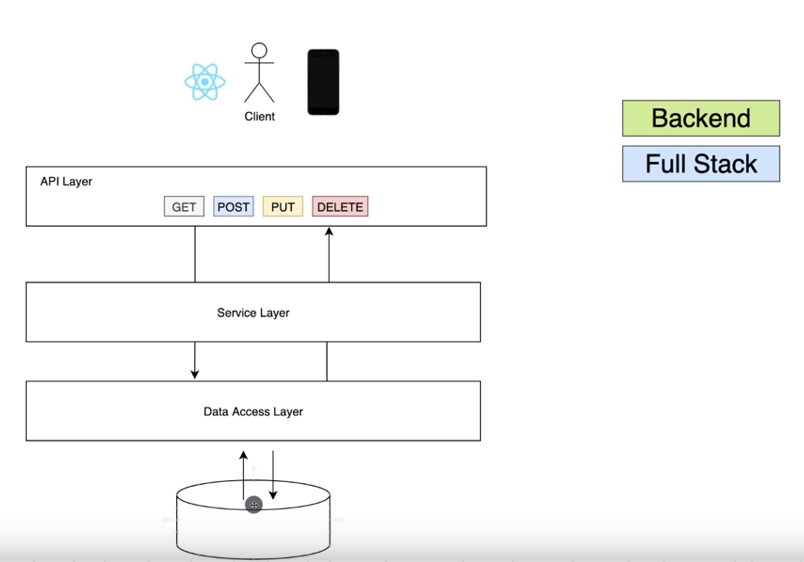 Client
Backend
Full Stack
API Layer
GET POST PUT DELETE
Service Layer
Data Access Layer